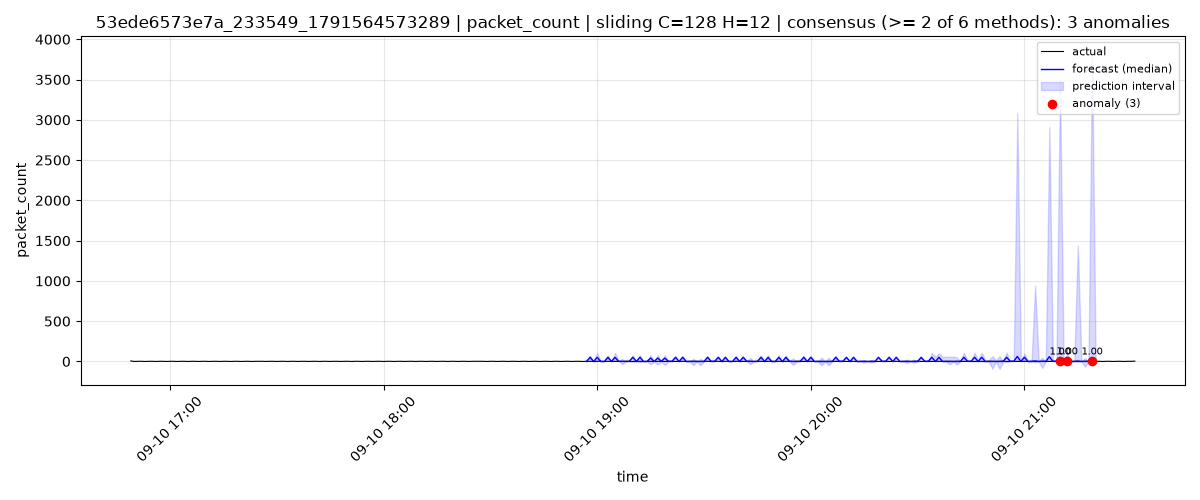 53ede6573e7a_233549_1791564573289 | packet_count | sliding C=128 H=12 | consensus (>= 2 of 6 methods): 3 anomalies
4000
3500
3000
2500
2000
1500
1000
500
0
packet_count
actual
forecast (median)
prediction interval
anomaly (3)
1.00
09-10 17:00
09-10 18:00
09-10 19:00
09-10 20:00
09-10 21:00
time